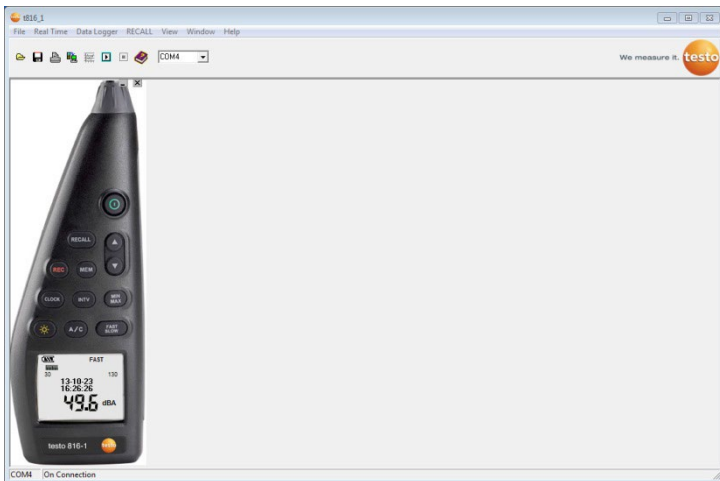 t816_1
File Real Time Data Logger RECALL View Window Help
COM4
We measure it. testo
RECALL
REC MEM
CLOCK INTV MIN MAX
A/C FAST SLOW
FAST
30 130
13-10-23
16:26:26
49.6 dBA
testo 816-1 testo
COM4 On Connection